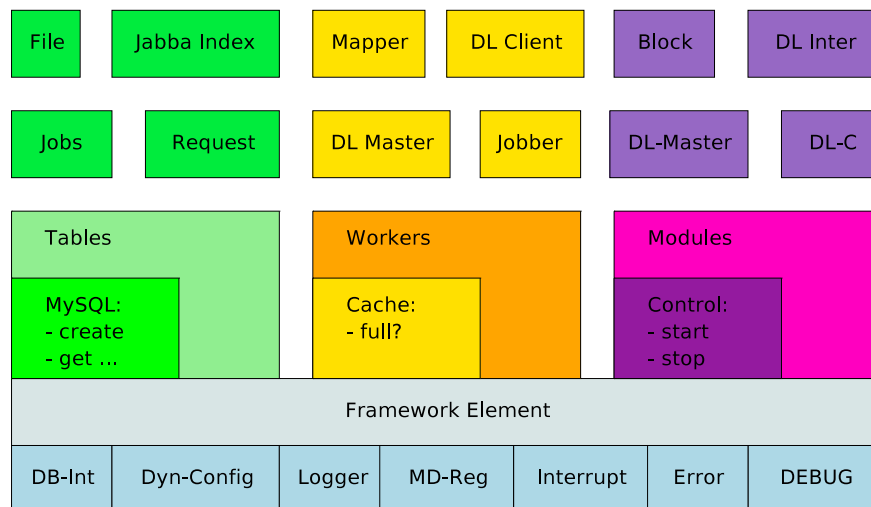 File
Jabba Index
Mapper
DL Client
Block
DL Inter
Jobs
Request
DL Master
Jobber
DL-Master
DL-C
Tables
Workers
Modules
MySQL:
- create
- get ...
Cache:
- full?
Control:
- start
- stop
Framework Element
DB-Int
Dyn-Config
Logger
MD-Reg
Interrupt
Error
DEBUG